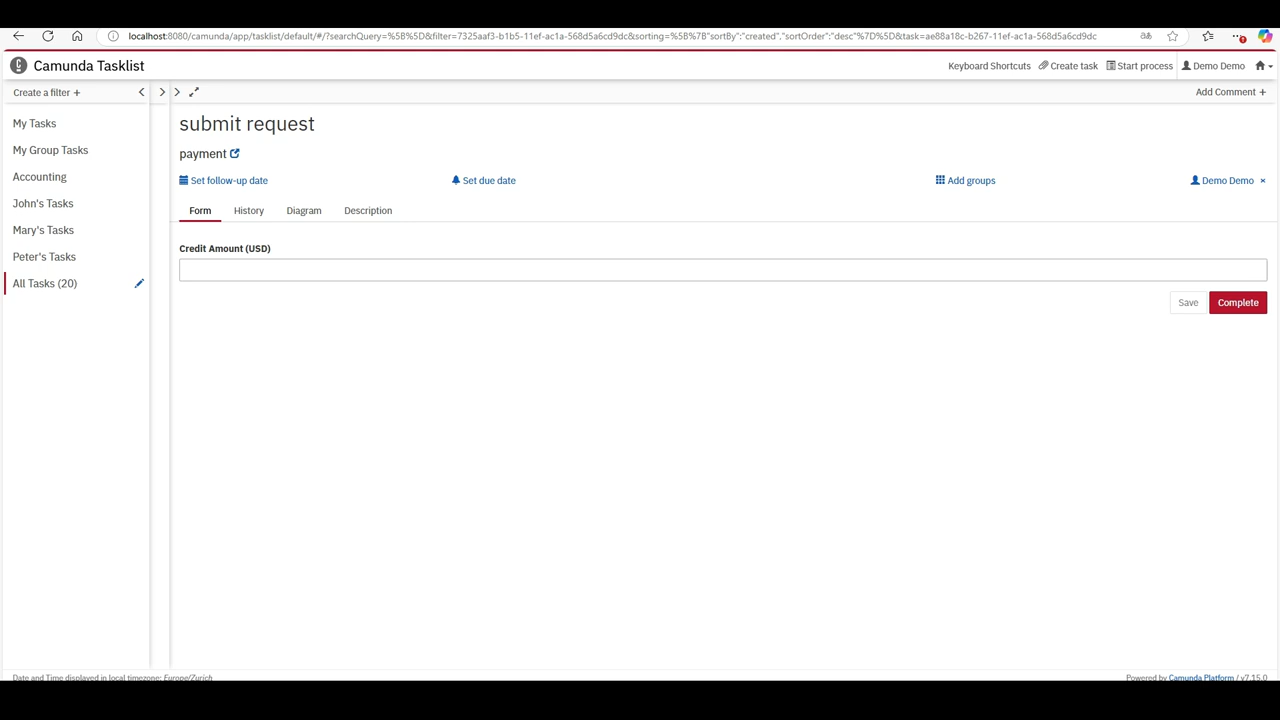 localhost:8080/camunda/app/tasklist/default/#/?searchQuery=%5B%5D&filter=7325aaf3-b1b5-11ef-ac1a-568d5a6cd9dc&sorting=%5B%7B"sortBy":"created","sortOrder":"desc"%7D%5D&task=ae88a18c-b267-11ef-ac1a-568d5a6cd9dc
Camunda Tasklist
Keyboard Shortcuts Create task Start process Demo Demo
Create a filter + Add Comment +
My Tasks
My Group Tasks
Accounting
John's Tasks
Mary's Tasks
Peter's Tasks
All Tasks (20)
submit request
payment
Set follow-up date Set due date Add groups Demo Demo ×
Form History Diagram Description
Credit Amount (USD)
Save Complete
Date and Time displayed in local timezone: Europe/Zurich Powered by Camunda Platform / v7.15.0